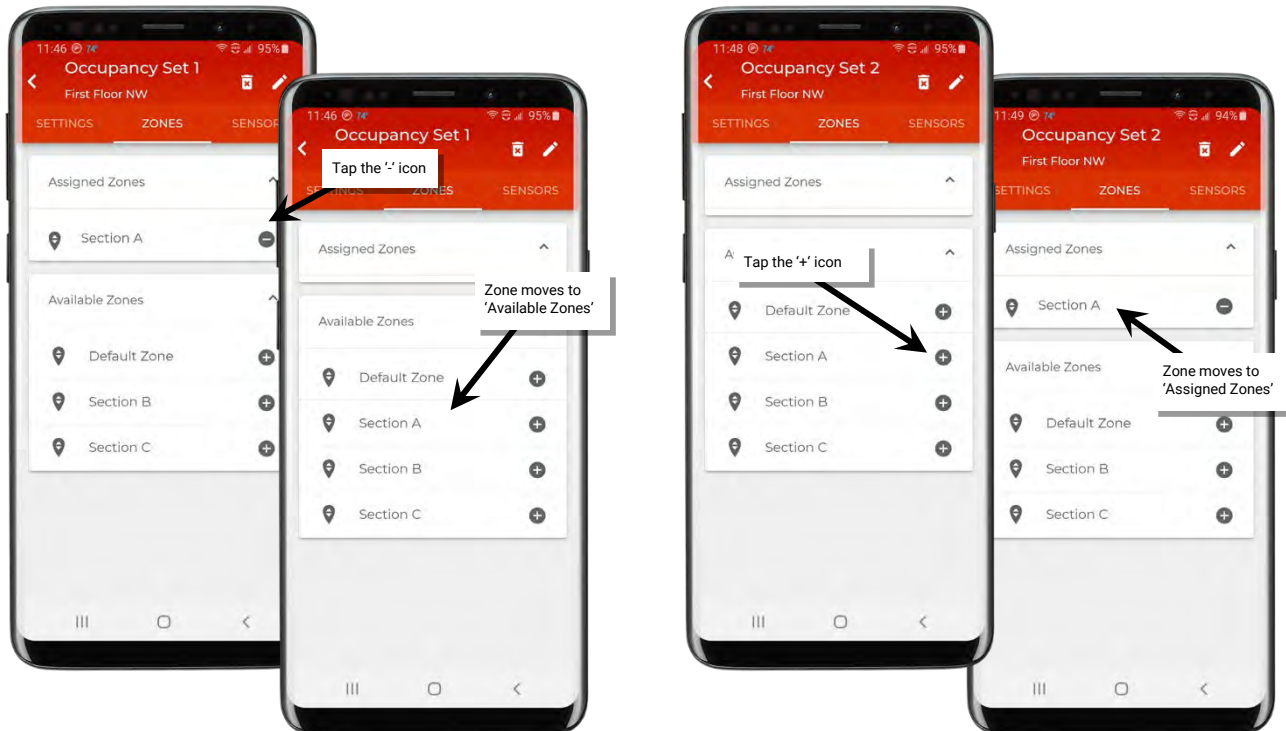 11:46 74° 95%
Occupancy Set 1
First Floor NW
SETTINGS ZONES
Assigned Zones
Section A
Available Zones
Default Zone
Section B
Section C
Tap the ‘-’ icon
11:46 74° 95%
Occupancy Set 1
ZONES SENSORS
Assigned Zones
Available Zones
Default Zone
Section A
Section B
Section C
Zone moves to
‘Available Zones’
11:48 74° 95%
Occupancy Set 2
First Floor NW
SETTINGS ZONES SENSORS
Assigned Zones
Default Zone
Section A
Section B
Section C
Tap the ‘+’ icon
11:49 74° 94%
Occupancy Set 2
First Floor NW
SETTINGS ZONES SENSORS
Assigned Zones
Section A
Available Zones
Default Zone
Section B
Section C
Zone moves to
‘Assigned Zones’